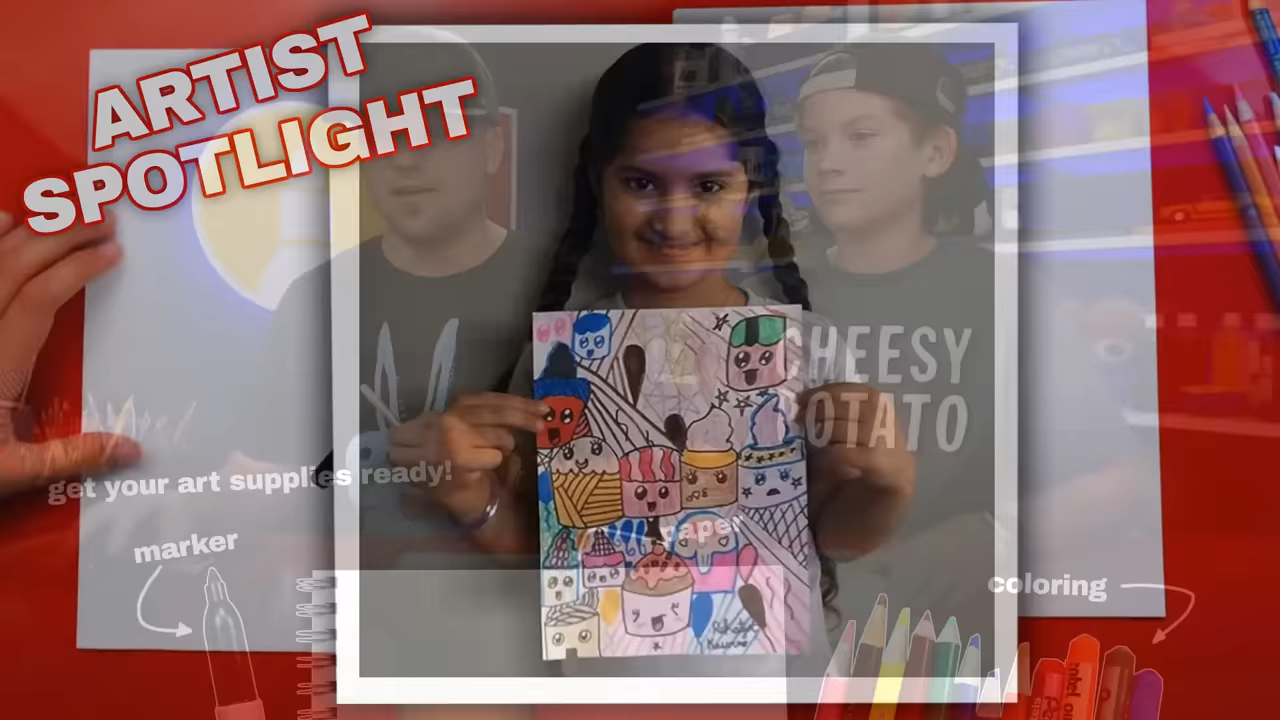 ARTIST
SPOTLIGHT
CHEESY
POTATO
get your art supplies ready!
paper
marker
coloring